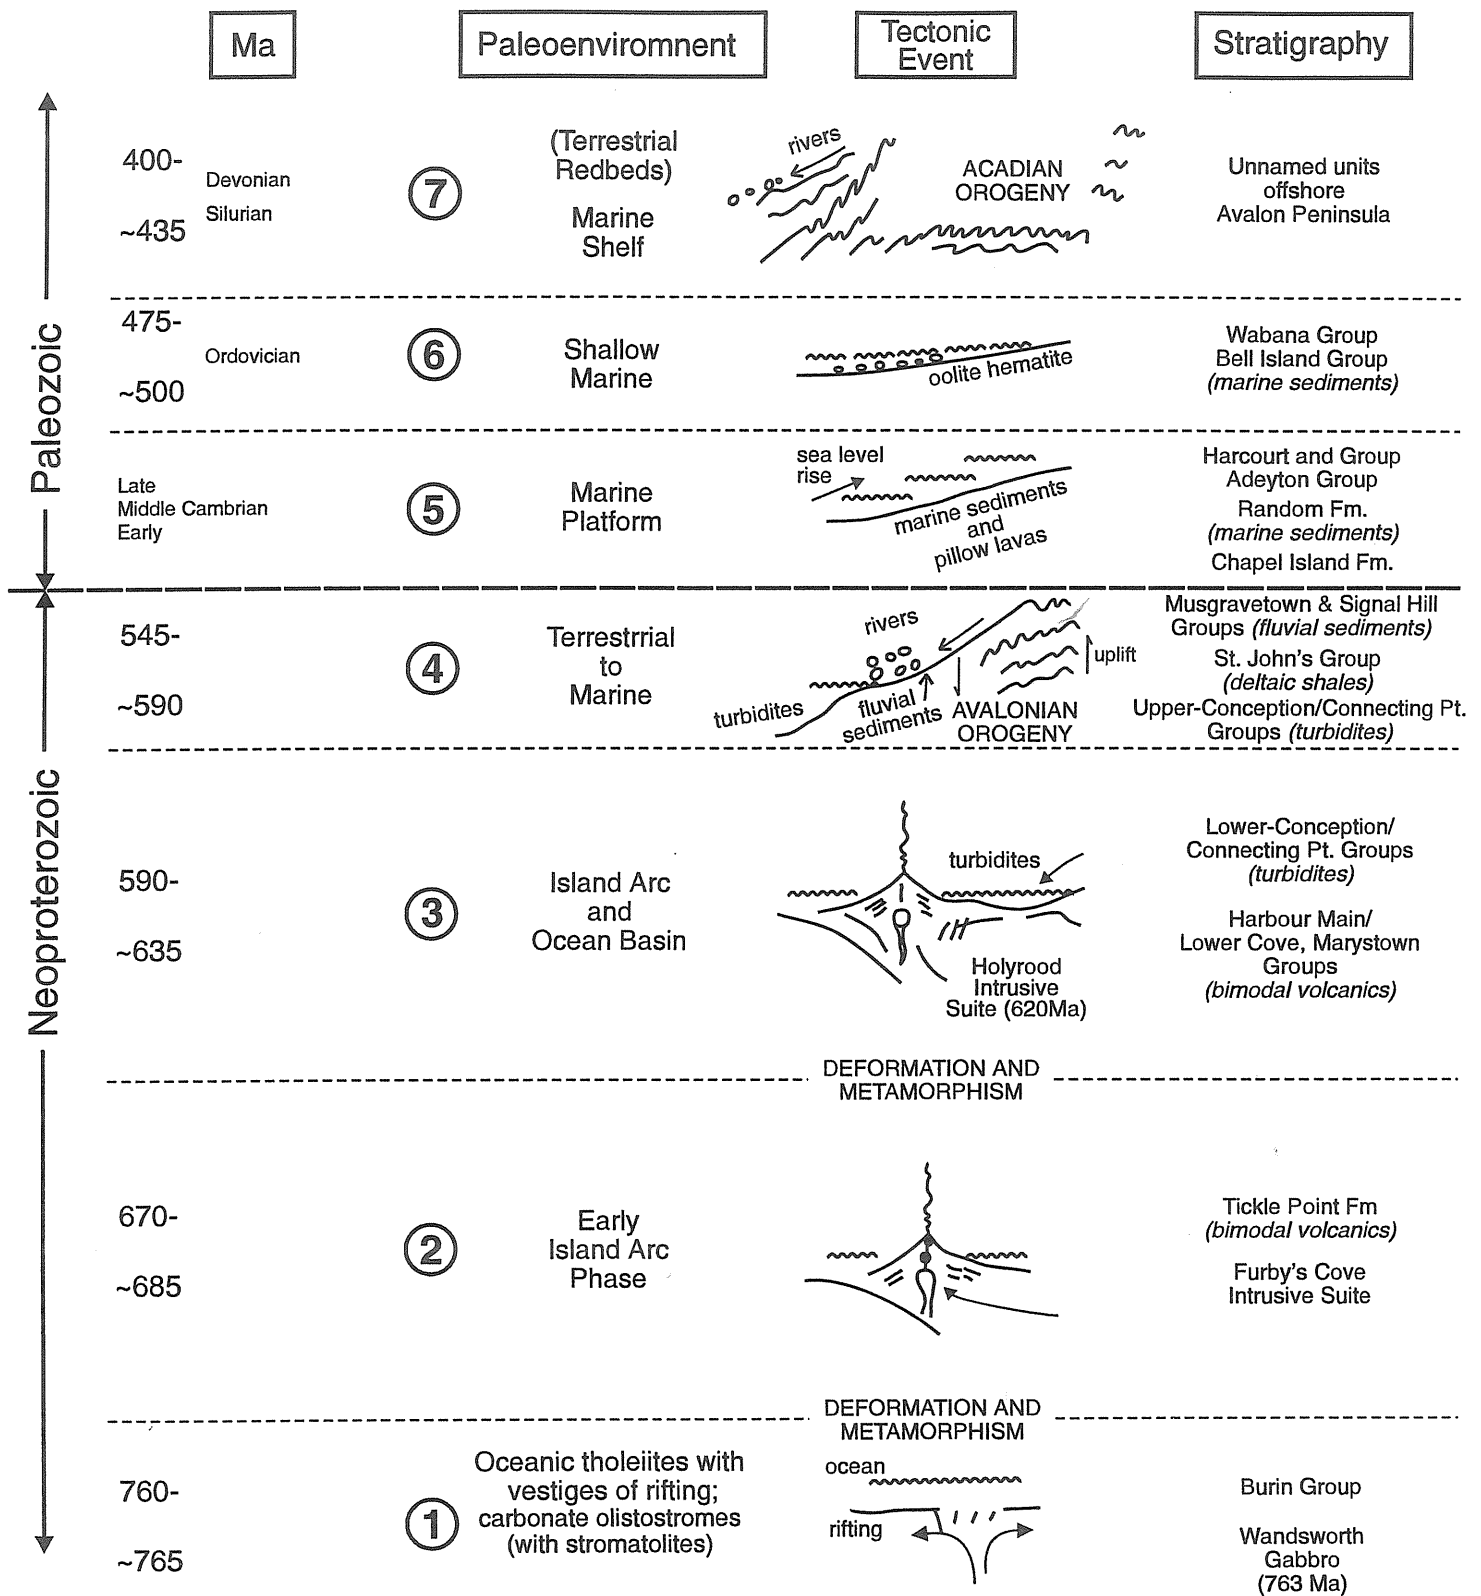 Ma
Paleoenviromnent
Tectonic
Event
Stratigraphy
Paleozoic
Neoproterozoic
400-
Devonian
Silurian
~435
7
(Terrestrial
Redbeds)
Marine
Shelf
rivers
ACADIAN
OROGENY
Unnamed units
offshore
Avalon Peninsula
475-
Ordovician
~500
6
Shallow
Marine
oolite hematite
Wabana Group
Bell Island Group
(marine sediments)
Late
Middle Cambrian
Early
5
Marine
Platform
sea level
rise
marine sediments
and
pillow lavas
Harcourt and Group
Adeyton Group
Random Fm.
(marine sediments)
Chapel Island Fm.
545-
~590
4
Terrestrrial
to
Marine
rivers
uplift
turbidites
fluvial
sediments
AVALONIAN
OROGENY
Musgravetown & Signal Hill
Groups (fluvial sediments)
St. John's Group
(deltaic shales)
Upper-Conception/Connecting Pt.
Groups (turbidites)
590-
~635
3
Island Arc
and
Ocean Basin
turbidites
Holyrood
Intrusive
Suite (620Ma)
Lower-Conception/
Connecting Pt. Groups
(turbidites)
Harbour Main/
Lower Cove, Marystown
Groups
(bimodal volcanics)
DEFORMATION AND
METAMORPHISM
670-
~685
2
Early
Island Arc
Phase
Tickle Point Fm
(bimodal volcanics)
Furby's Cove
Intrusive Suite
DEFORMATION AND
METAMORPHISM
760-
~765
1
Oceanic tholeiites with
vestiges of rifting;
carbonate olistostromes
(with stromatolites)
ocean
rifting
Burin Group
Wandsworth
Gabbro
(763 Ma)